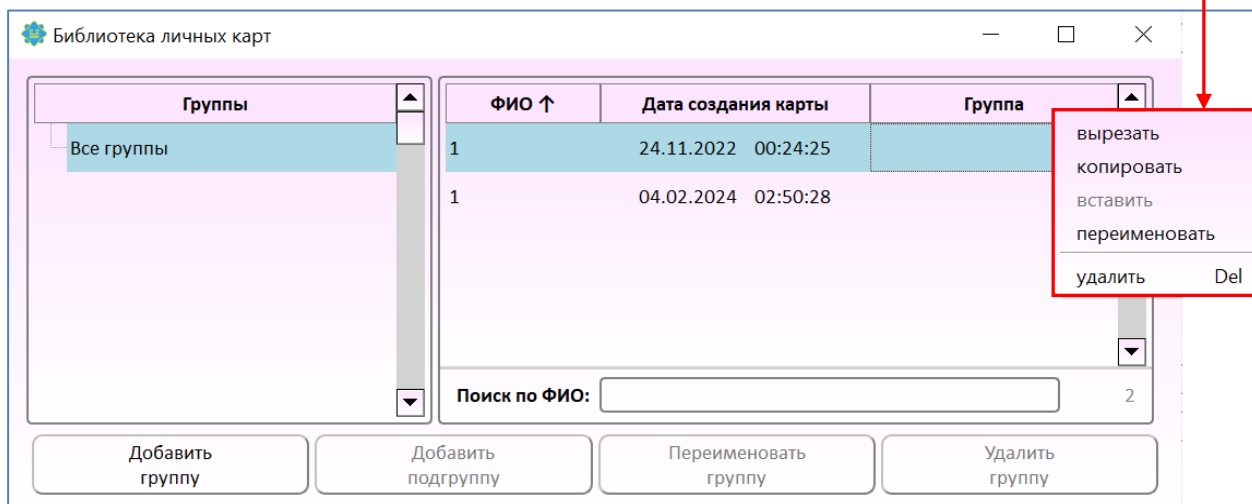 Библиотека личных карт
Группы
Все группы
ФИО ↑ Дата создания карты Группа
1 24.11.2022 00:24:25
1 04.02.2024 02:50:28
вырезать
копировать
вставить
переименовать
удалить Del
Поиск по ФИО: 2
Добавить
группу
Добавить
подгруппу
Переименовать
группу
Удалить
группу